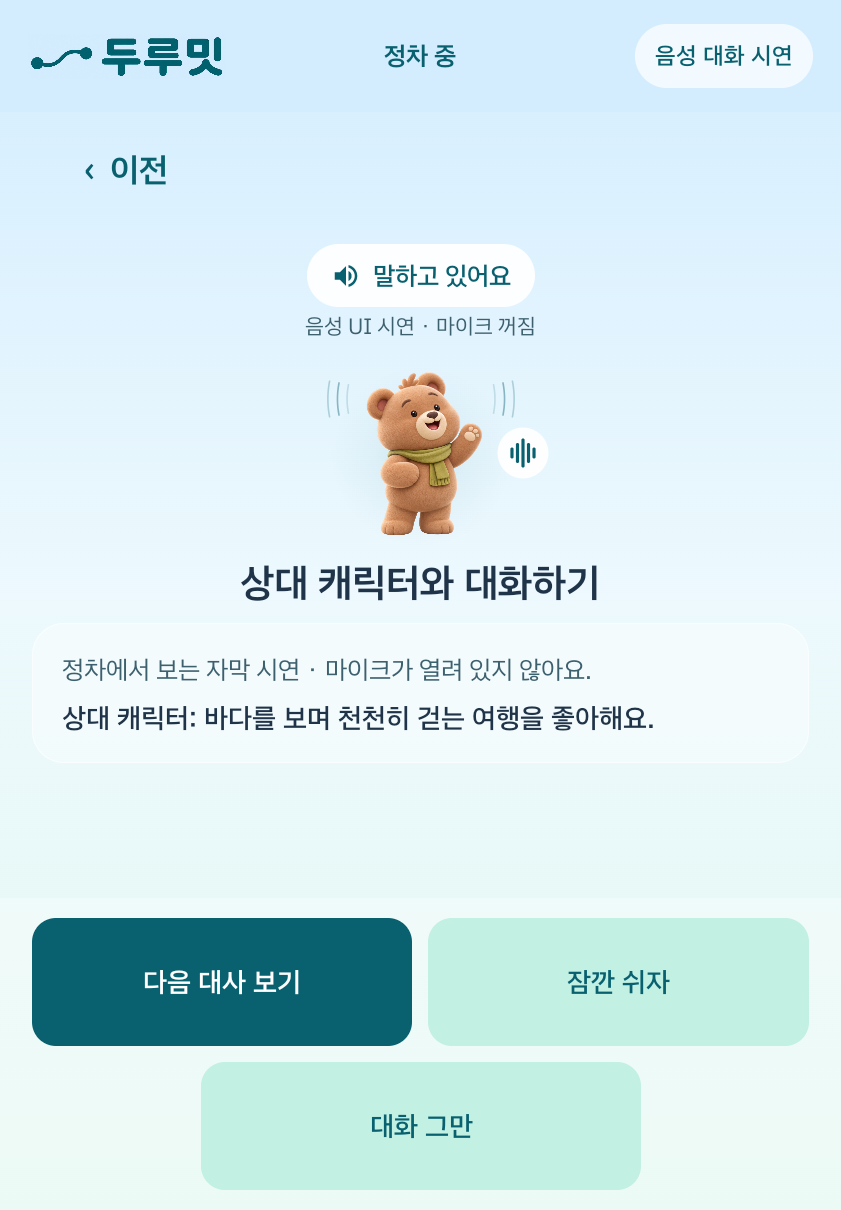 두루밋
정차 중
음성 대화 시연
이전
말하고 있어요
음성 UI 시연 · 마이크 꺼짐
상대 캐릭터와 대화하기
정차에서 보는 자막 시연 · 마이크가 열려 있지 않아요.
상대 캐릭터: 바다를 보며 천천히 걷는 여행을 좋아해요.
다음 대사 보기
잠깐 쉬자
대화 그만